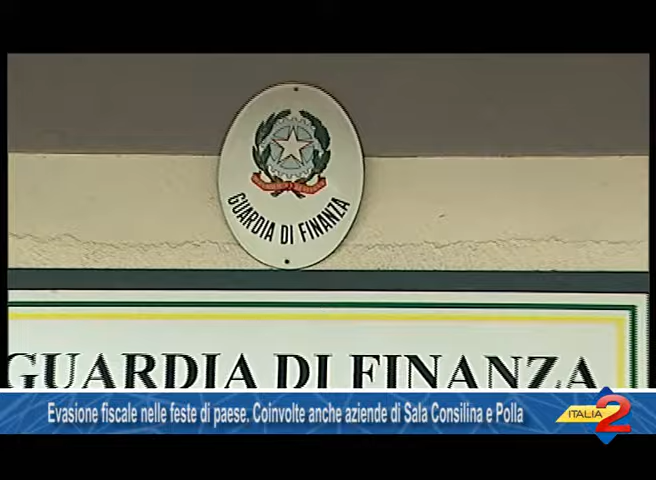 GUARDIA DI FINANZA
GUARDIA DI FINANZA
Evasione fiscale nelle feste di paese. Coinvolte anche aziende di Sala Consilina e Polla
ITALIA 2